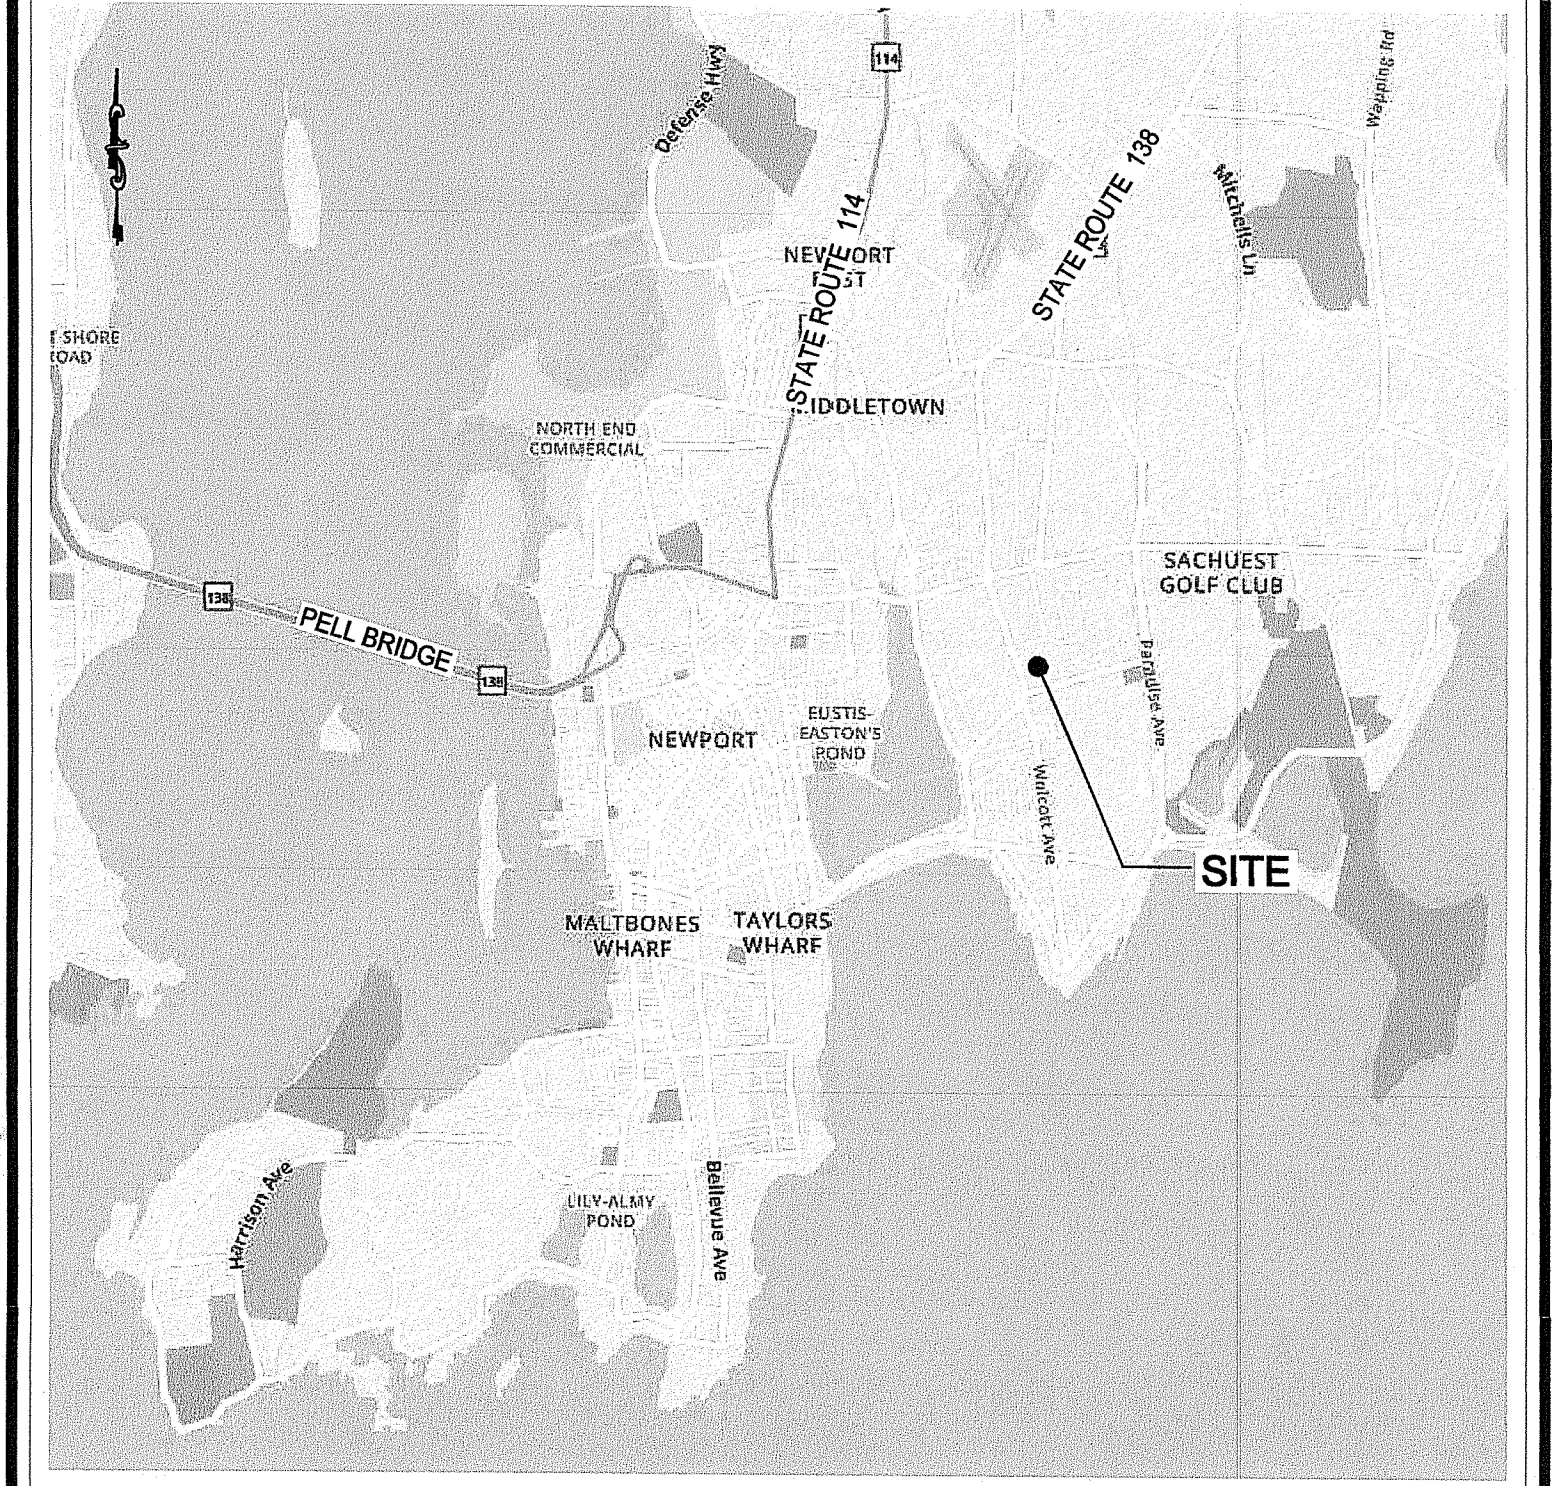 114
Defense Hwy
Wapping Rd
STATE ROUTE 138
Mitchells Ln
STATE ROUTE 114
T SHORE
OAD
IDDLETOWN
NORTH END
COMMERCIAL
SACHUEST
GOLF CLUB
138
PELL BRIDGE
138
Paradise Ave
EUSTIS-
EASTON'S
POND
NEWPORT
Wolcott Ave
SITE
MALTBONES
WHARF
TAYLORS
WHARF
Harrison Ave
Bellevue Ave
LILY-ALMY
POND